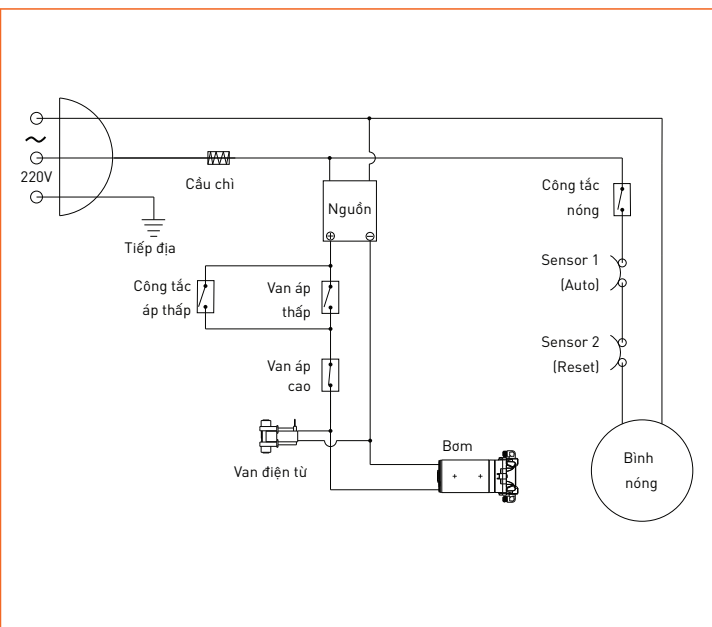 220V
Cầu chì
Tiếp địa
Nguồn
Công tắc
nóng
Sensor 1
(Auto)
Công tắc
áp thấp
Van áp
thấp
Sensor 2
(Reset)
Van áp
cao
Van điện từ
Bơm
Bình
nóng